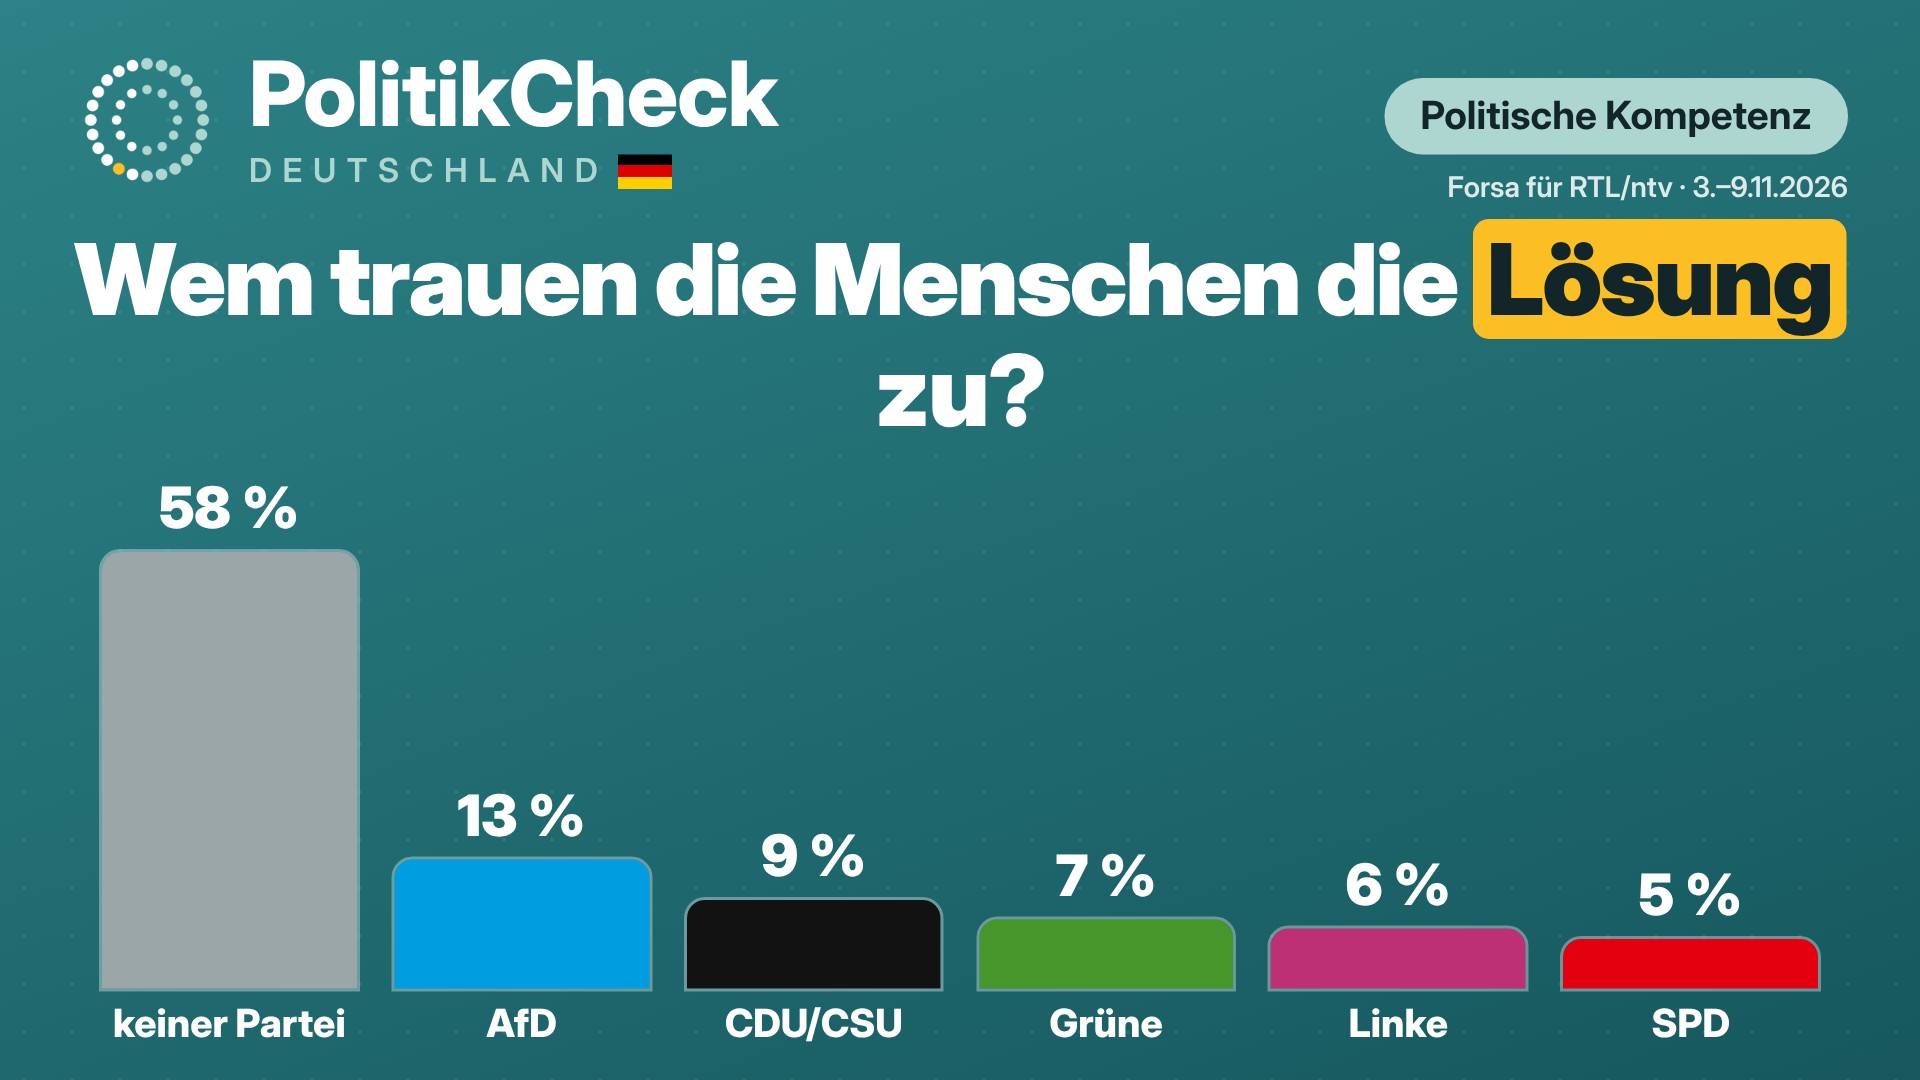 PolitikCheck
DEUTSCHLAND
Politische Kompetenz
Forsa für RTL/ntv · 3.–9.11.2026
Wem trauen die Menschen die Lösung
zu?
58 %
13 %
9 %
7 %
6 %
5 %
keiner Partei
AfD
CDU/CSU
Grüne
Linke
SPD